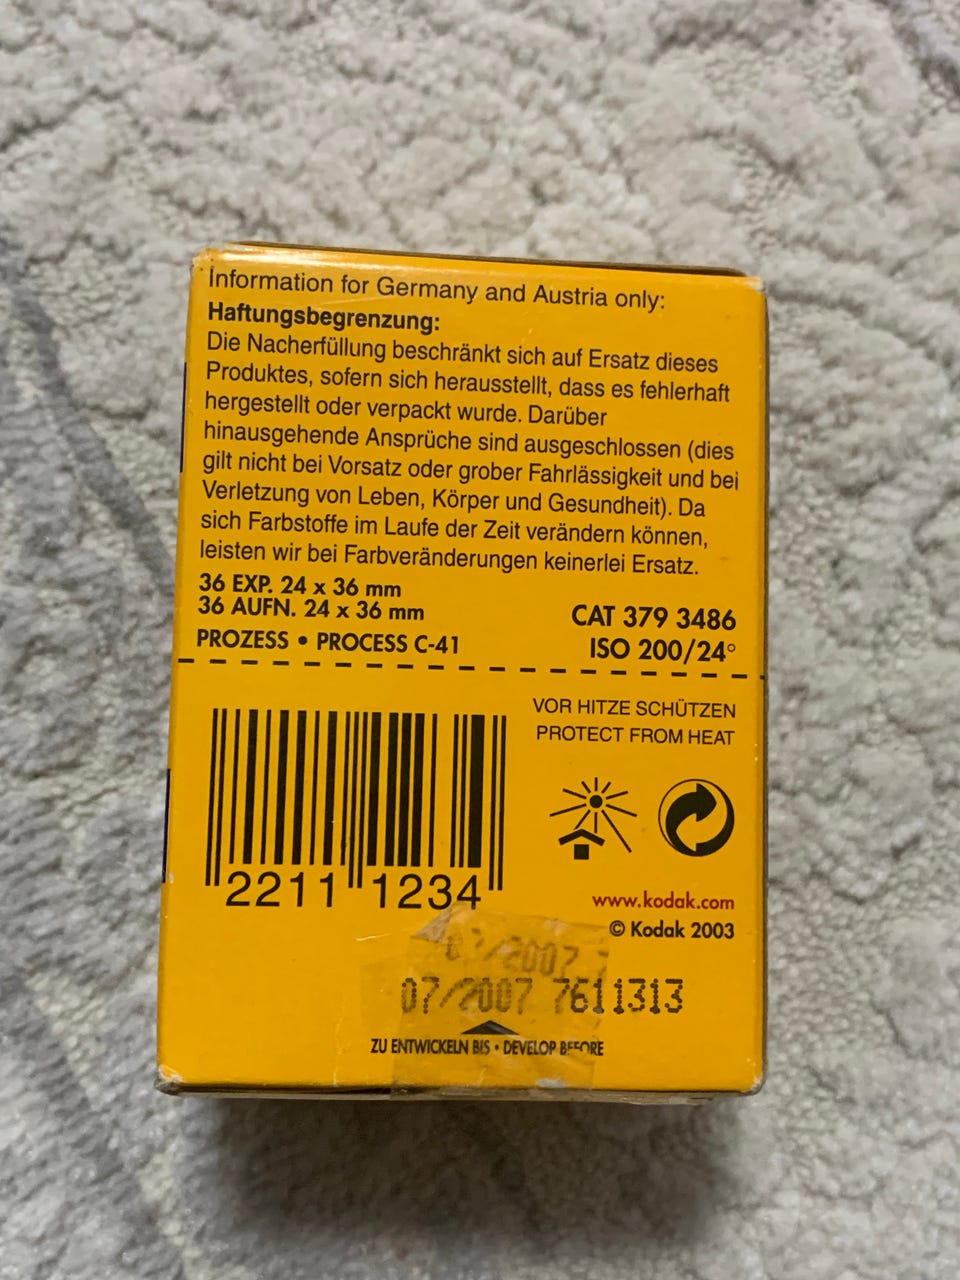 Information for Germany and Austria only:
Haftungsbegrenzung:
Die Nacherfüllung beschränkt sich auf Ersatz dieses
Produktes, sofern sich herausstellt, dass es fehlerhaft
hergestellt oder verpackt wurde. Darüber
hinausgehende Ansprüche sind ausgeschlossen (dies
gilt nicht bei Vorsatz oder grober Fahrlässigkeit und bei
Verletzung von Leben, Körper und Gesundheit). Da
sich Farbstoffe im Laufe der Zeit verändern können,
leisten wir bei Farbveränderungen keinerlei Ersatz.
36 EXP. 24 x 36 mm
36 AUFN. 24 x 36 mm
PROZESS • PROCESS C-41
CAT 379 3486
ISO 200/24°
VOR HITZE SCHÜTZEN
PROTECT FROM HEAT
2211 1234
www.kodak.com
© Kodak 2003
07/2007 7
07/2007 7611313
ZU ENTWICKELN BIS • DEVELOP BEFORE